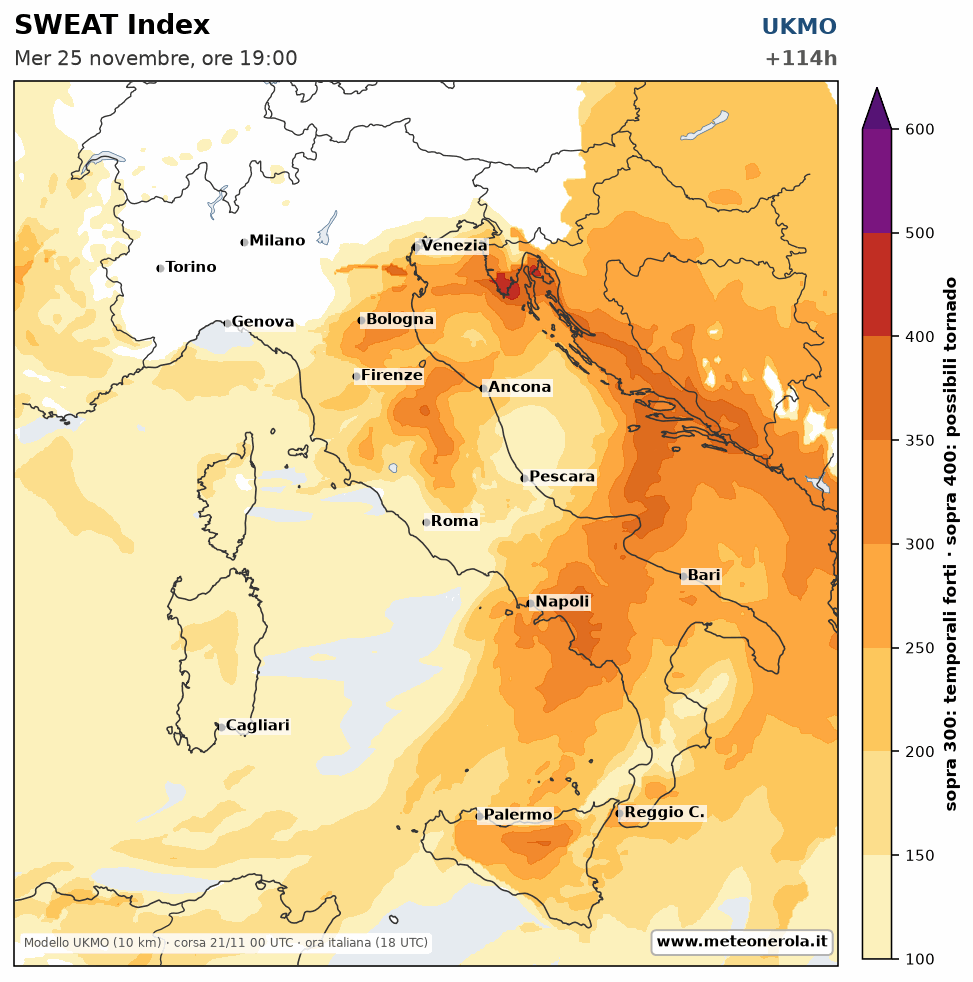 SWEAT Index
UKMO
Mer 25 novembre, ore 19:00
+114h
600
500
400
350
300
250
200
150
100
sopra 300: temporali forti · sopra 400: possibili tornado
Milano
Venezia
Torino
Genova
Bologna
Firenze
Ancona
Pescara
Roma
Bari
Napoli
Cagliari
Palermo
Reggio C.
Modello UKMO (10 km) · corsa 21/11 00 UTC · ora italiana (18 UTC)
www.meteonerola.it